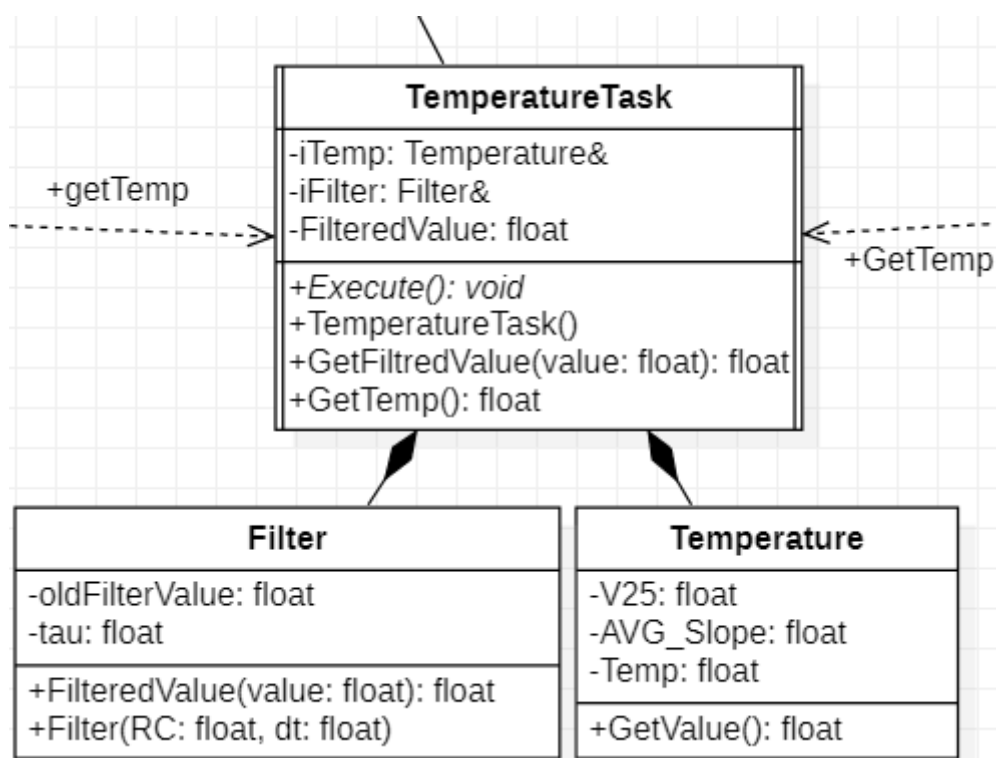 TemperatureTask
-iTemp: Temperature&
-iFilter: Filter&
-FilteredValue: float
+getTemp
+GetTemp
+Execute(): void
+TemperatureTask()
+GetFiltredValue(value: float): float
+GetTemp(): float
Filter
-oldFilterValue: float
-tau: float
+FilteredValue(value: float): float
+Filter(RC: float, dt: float)
Temperature
-V25: float
-AVG_Slope: float
-Temp: float
+GetValue(): float